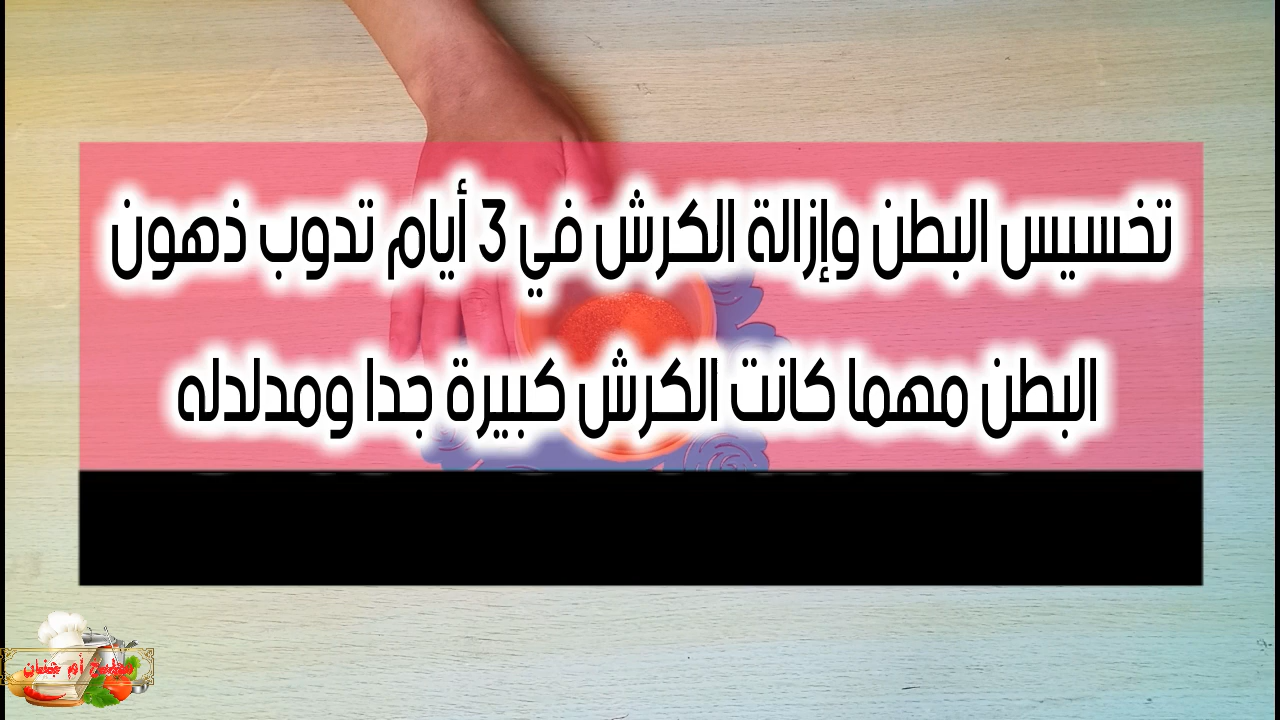 تخسيس البطن وإزالة الكرش في 3 أيام تدوب ذهون
البطن مهما كانت الكرش كبيرة جدا ومدلدله
مطبخ أم جنان